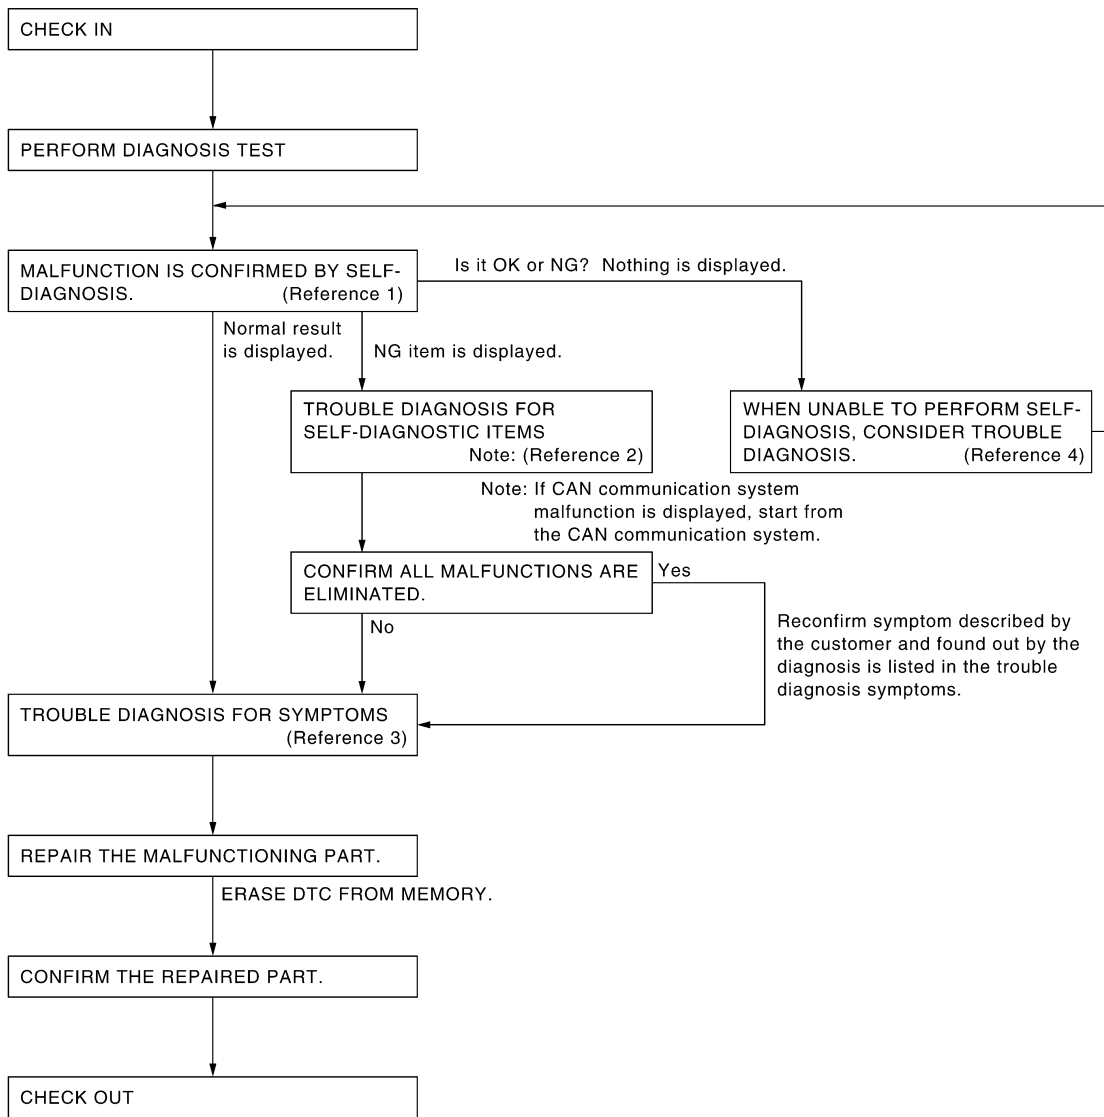 CHECK IN
PERFORM DIAGNOSIS TEST
MALFUNCTION IS CONFIRMED BY SELF-
DIAGNOSIS. (Reference 1)
Is it OK or NG? Nothing is displayed.
Normal result
is displayed.
NG item is displayed.
TROUBLE DIAGNOSIS FOR
SELF-DIAGNOSTIC ITEMS
Note: (Reference 2)
WHEN UNABLE TO PERFORM SELF-
DIAGNOSIS, CONSIDER TROUBLE
DIAGNOSIS. (Reference 4)
Note: If CAN communication system
malfunction is displayed, start from
the CAN communication system.
CONFIRM ALL MALFUNCTIONS ARE
ELIMINATED.
Yes
No
Reconfirm symptom described by
the customer and found out by the
diagnosis is listed in the trouble
diagnosis symptoms.
TROUBLE DIAGNOSIS FOR SYMPTOMS
(Reference 3)
REPAIR THE MALFUNCTIONING PART.
ERASE DTC FROM MEMORY.
CONFIRM THE REPAIRED PART.
CHECK OUT